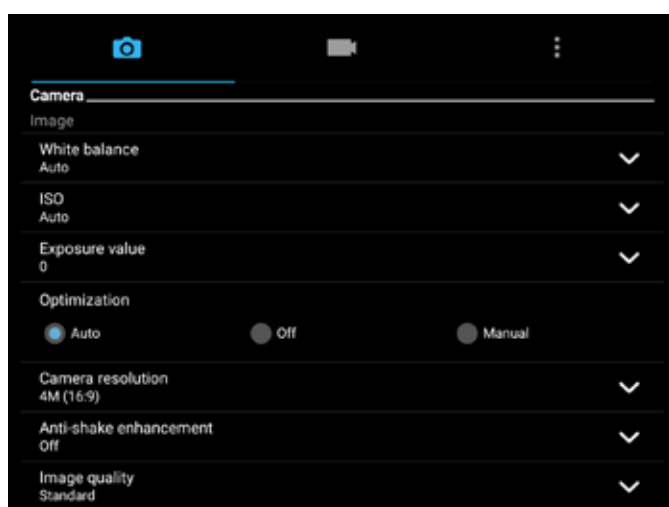 Camera
Image
White balance
Auto
ISO
Auto
Exposure value
0
Optimization
Auto Off Manual
Camera resolution
4M (16:9)
Anti-shake enhancement
Off
Image quality
Standard